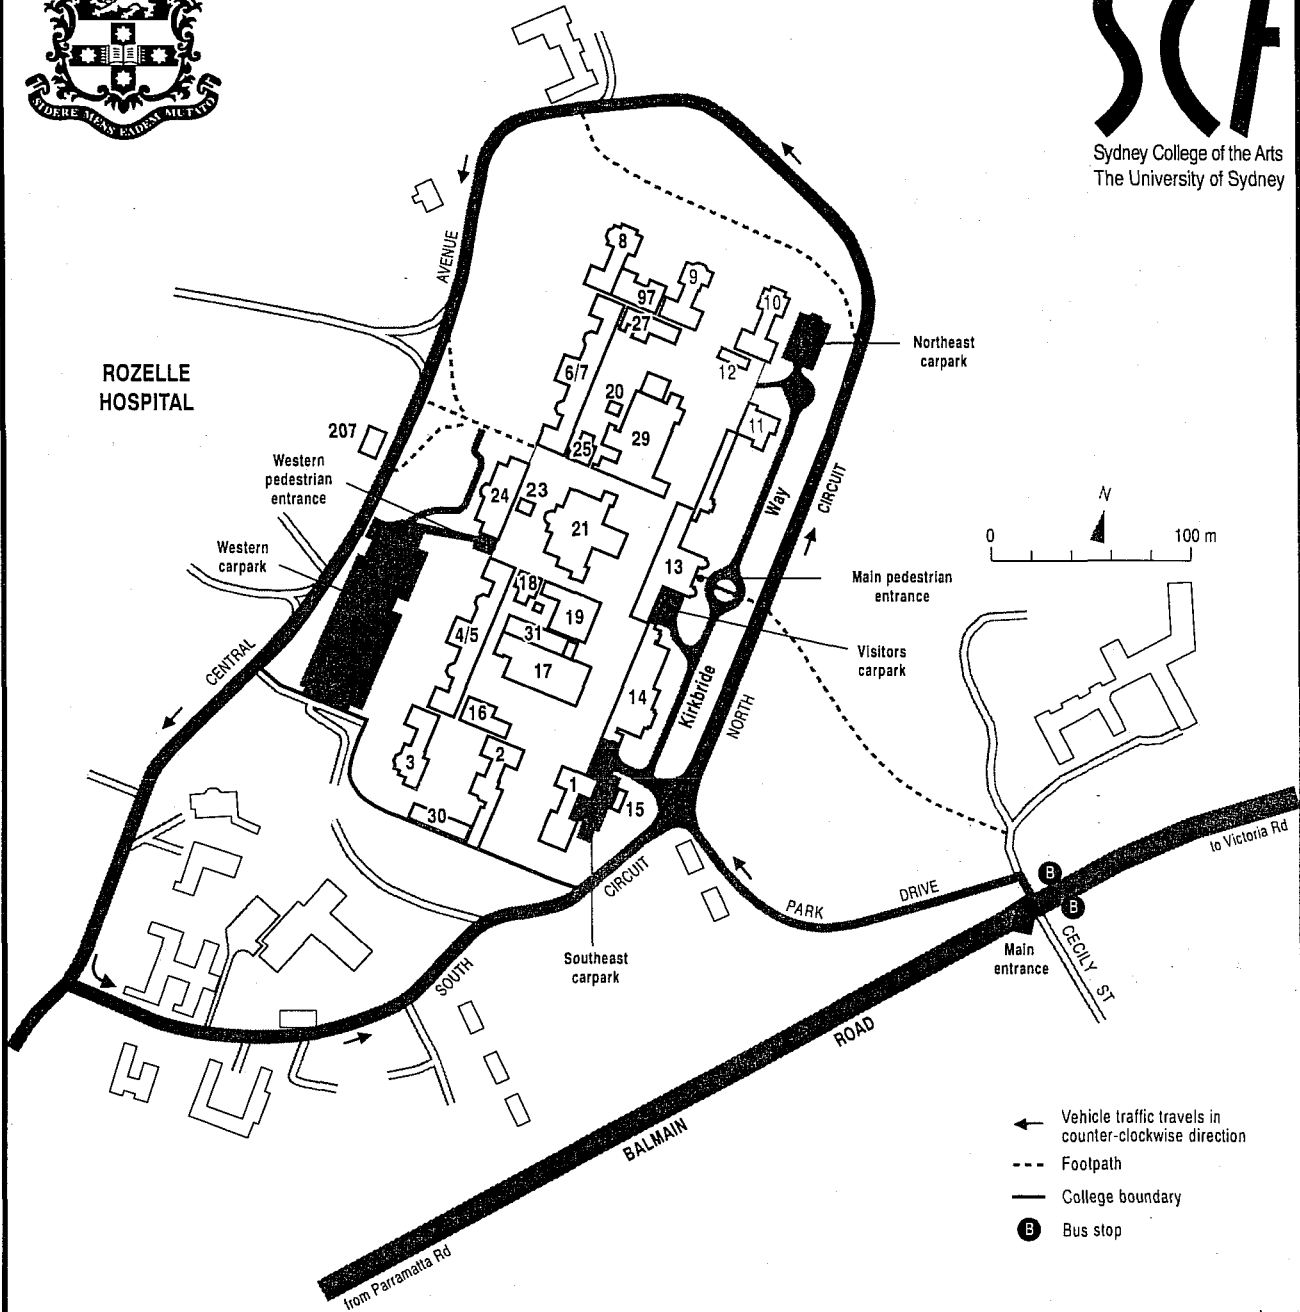 SIDERE MENS EADEM MUTATO
SCA
Sydney College of the Arts
The University of Sydney
AVENUE
8
9
97
10
27
Northeast
carpark
12
6/7
ROZELLE
HOSPITAL
20
11
207
29
25
Western
pedestrian
entrance
24
23
Way
CIRCUIT
N
0 100 m
21
Western
carpark
13
Main pedestrian
entrance
18
19
31
4/5
17
Visitors
carpark
CENTRAL
14
Kirkbride
NORTH
16
3
2
1
15
30
to Victoria Rd
CIRCUIT
B
B
PARK DRIVE
Main
entrance
CECILY ST
Southeast
carpark
SOUTH
BALMAIN ROAD
from Parramatta Rd
Vehicle traffic travels in
counter-clockwise direction
Footpath
College boundary
B Bus stop